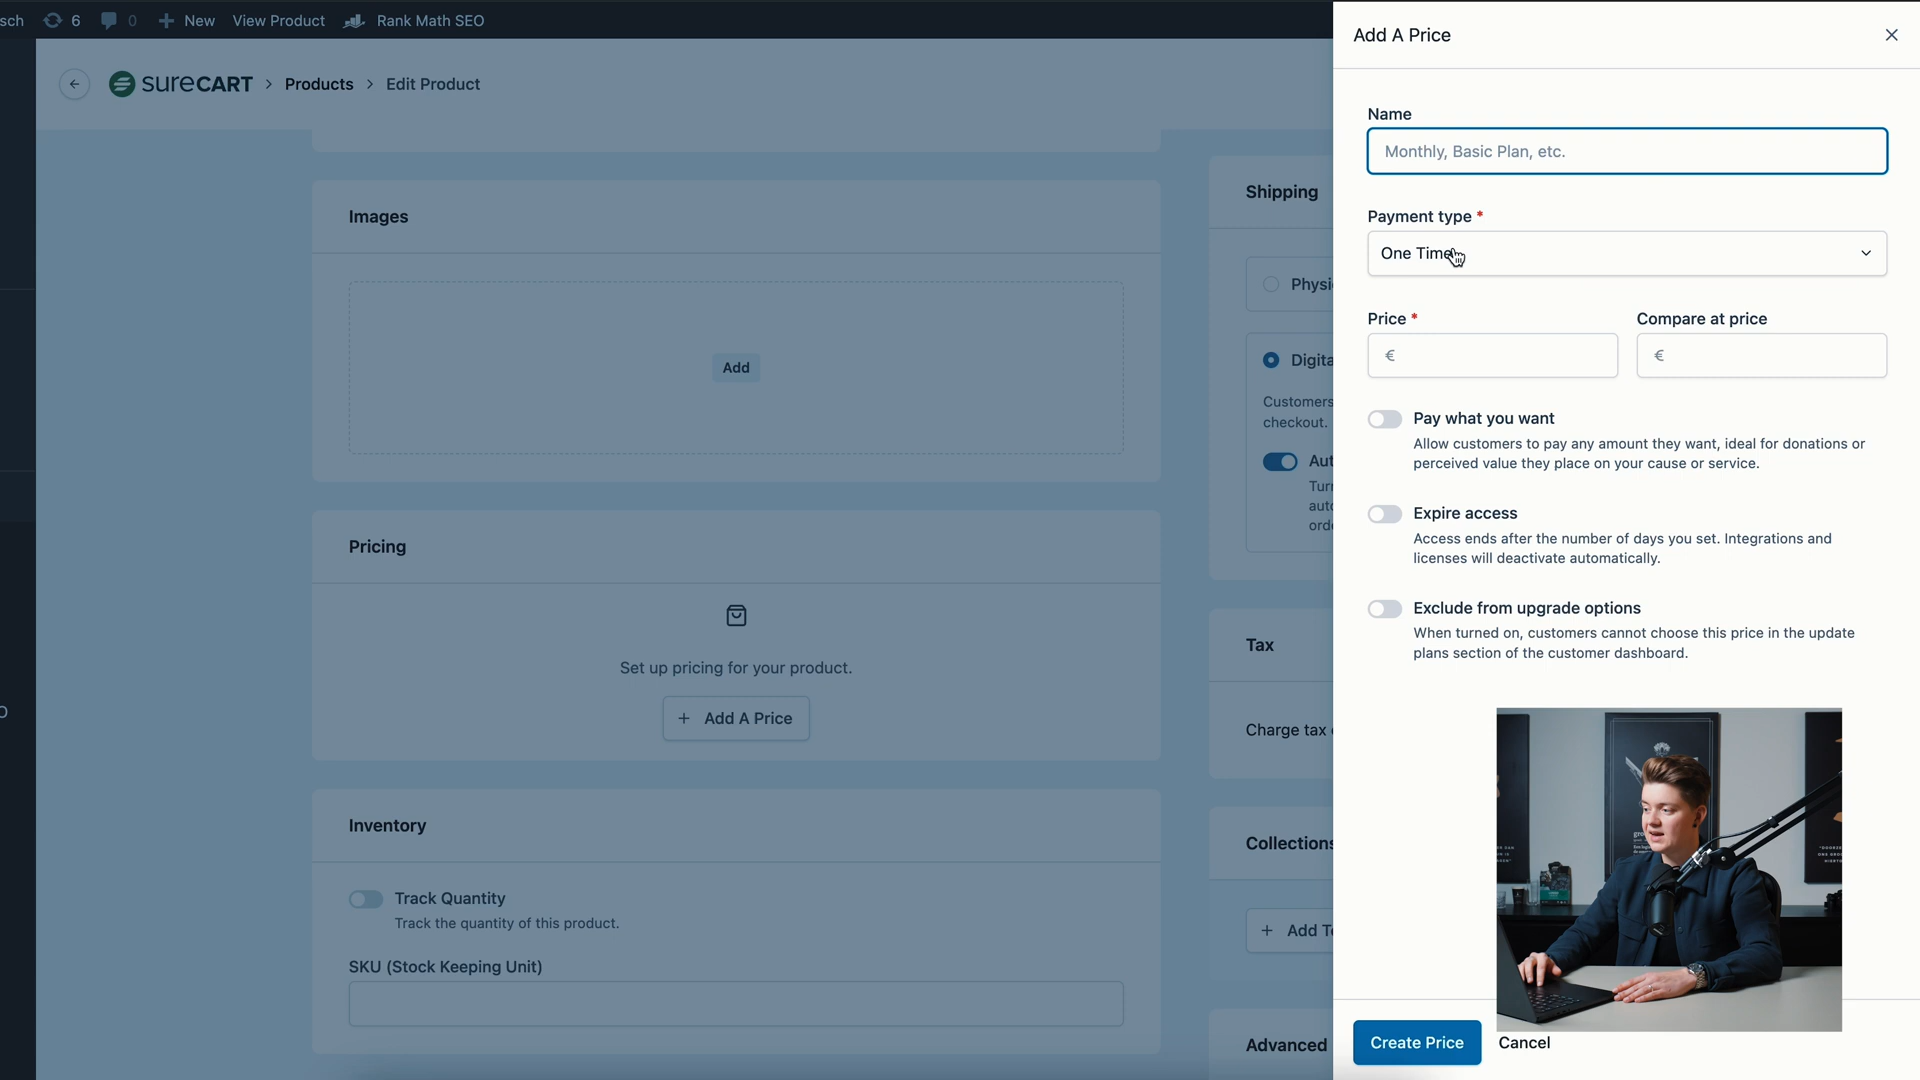 sch 6 0 New View Product Rank Math SEO
sureCART > Products > Edit Product
Images
Add
Pricing
Set up pricing for your product.
+ Add A Price
Inventory
Track Quantity
Track the quantity of this product.
SKU (Stock Keeping Unit)
Shipping
Physi
Digita
Customers
checkout.
Aut
Turn
auto
orde
Tax
Charge tax
Collections
+ Add Te
Advanced
Add A Price
Name
Monthly, Basic Plan, etc.
Payment type *
One Time
Price *
€
Compare at price
€
Pay what you want
Allow customers to pay any amount they want, ideal for donations or
perceived value they place on your cause or service.
Expire access
Access ends after the number of days you set. Integrations and
licenses will deactivate automatically.
Exclude from upgrade options
When turned on, customers cannot choose this price in the update
plans section of the customer dashboard.
Create Price
Cancel